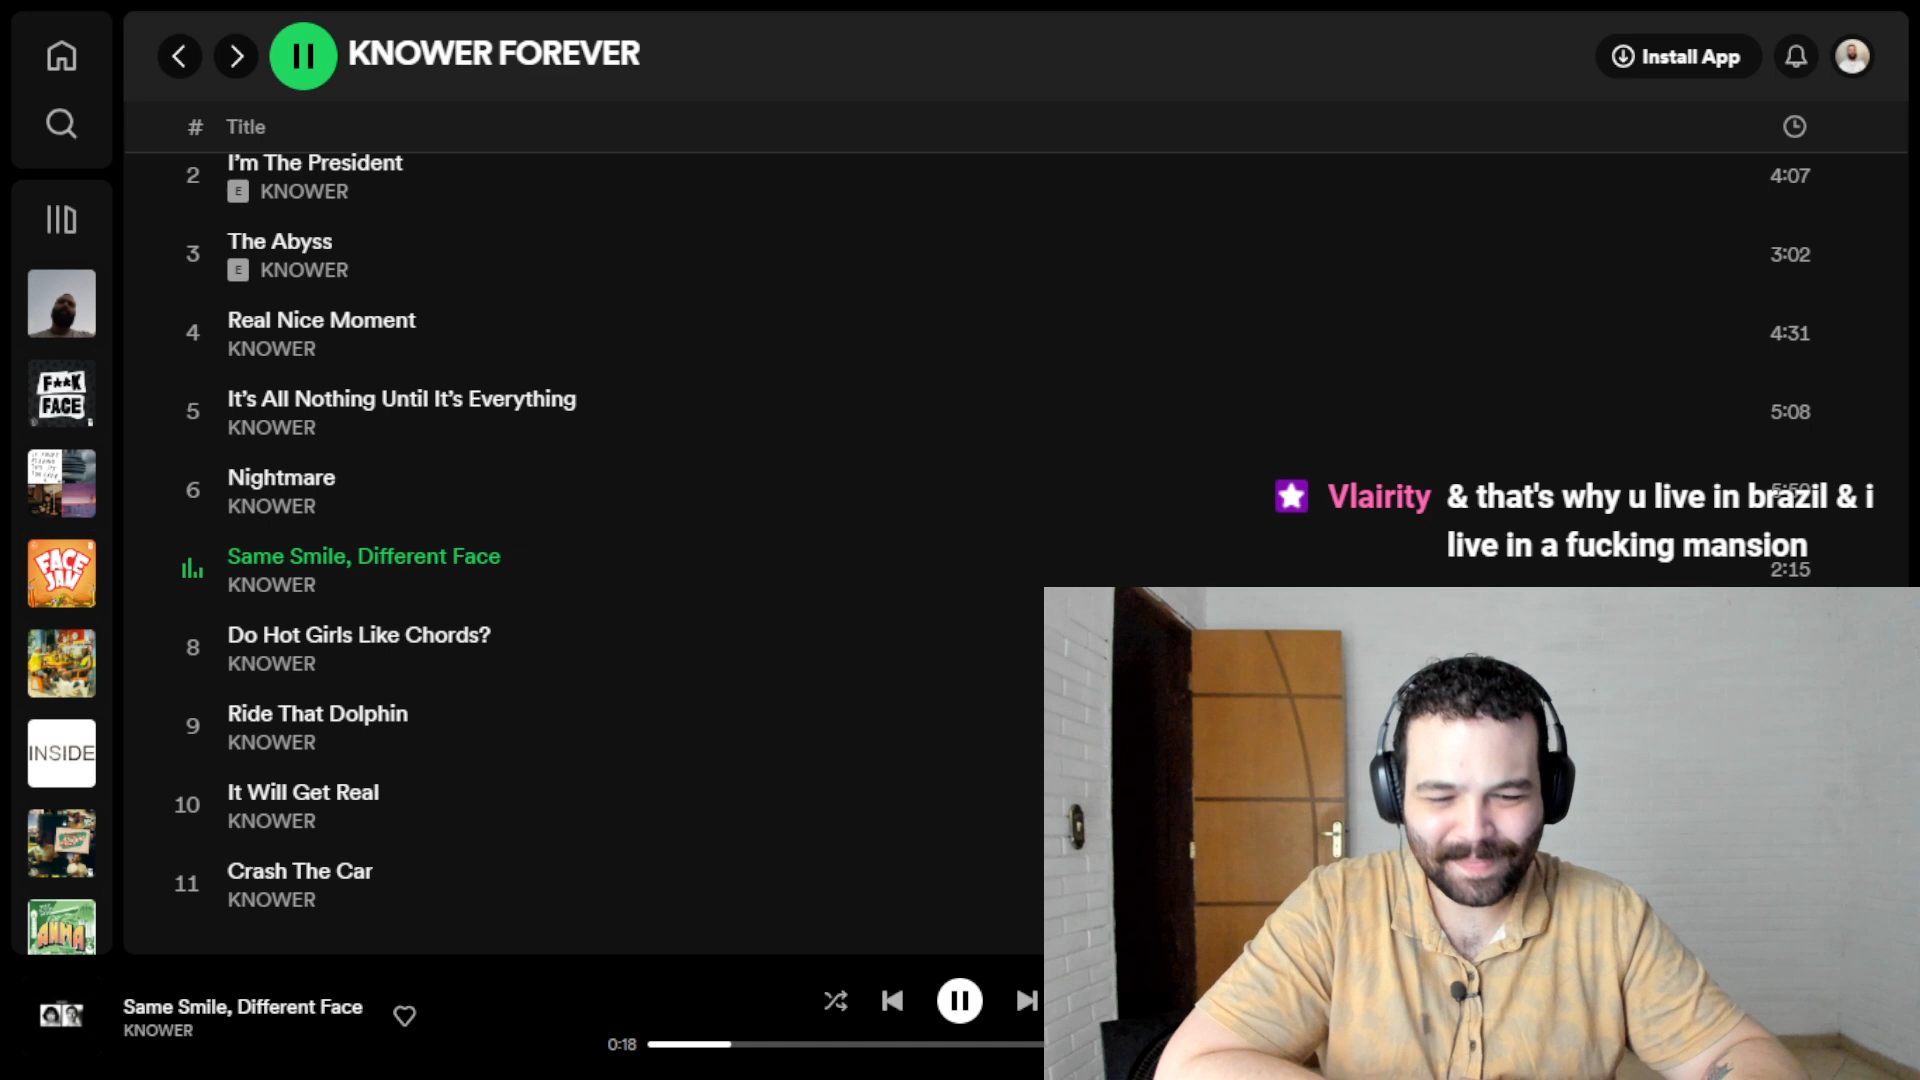 KNOWER FOREVER
Install App
# Title
2 I'm The President 4:07
E KNOWER
3 The Abyss 3:02
E KNOWER
4 Real Nice Moment 4:31
KNOWER
5 It's All Nothing Until It's Everything 5:08
KNOWER
6 Nightmare
KNOWER
Vlairity & that's why u live in brazil & i
live in a fucking mansion
Same Smile, Different Face 2:15
KNOWER
8 Do Hot Girls Like Chords?
KNOWER
9 Ride That Dolphin
KNOWER
10 It Will Get Real
KNOWER
11 Crash The Car
KNOWER
F**K
FACE
FACE
JAM
INSIDE
ANMA
Same Smile, Different Face
KNOWER
0:18